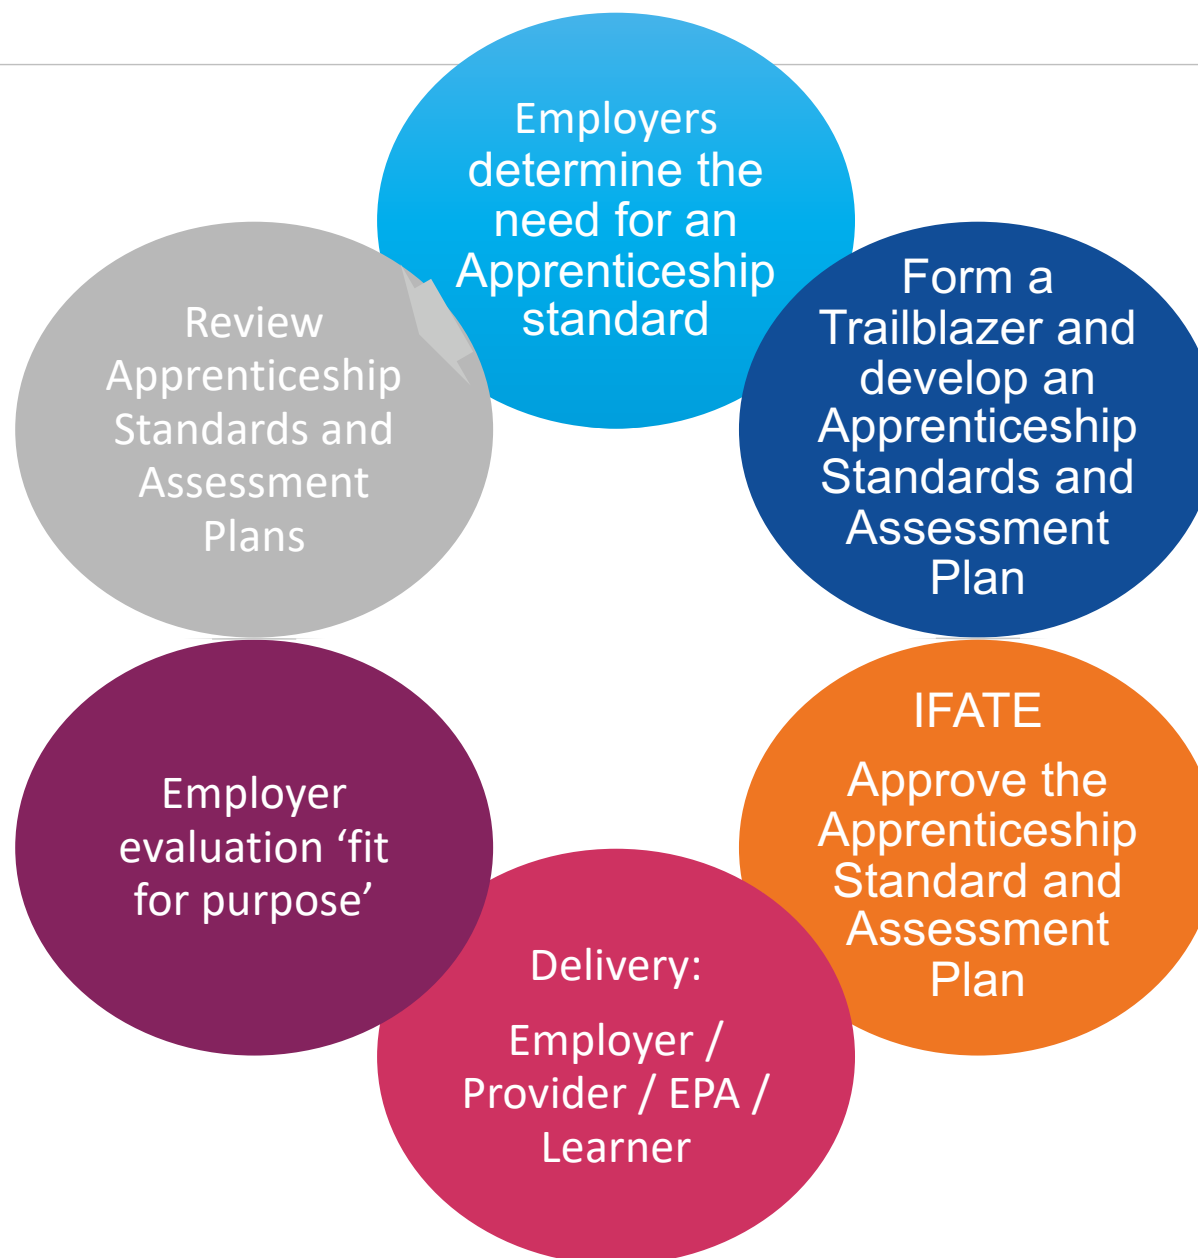 Employers
determine the
need for an
Apprenticeship
standard
Form a
Trailblazer and
develop an
Apprenticeship
Standards and
Assessment
Plan
IFATE
Approve the
Apprenticeship
Standard and
Assessment
Plan
Delivery:
Employer /
Provider / EPA /
Learner
Employer
evaluation ‘fit
for purpose’
Review
Apprenticeship
Standards and
Assessment
Plans